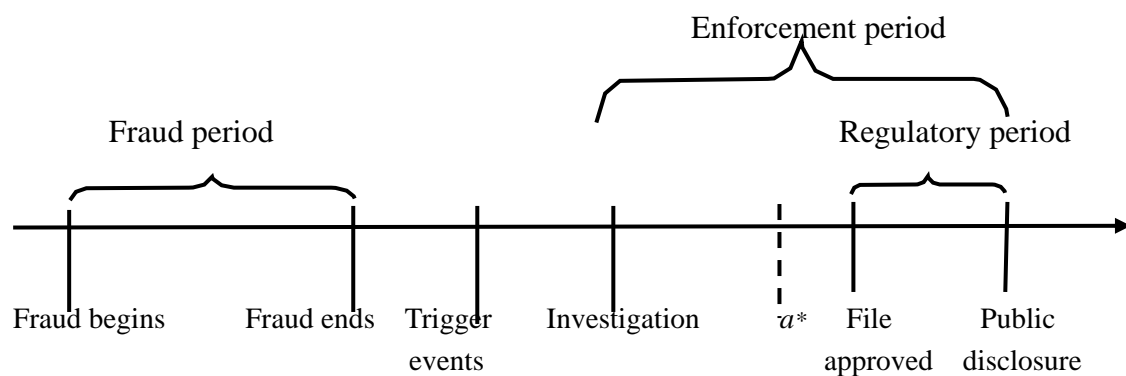 Enforcement period
Fraud period
Regulatory period
Fraud begins
Fraud ends
Trigger
events
Investigation
a*
File
approved
Public
disclosure